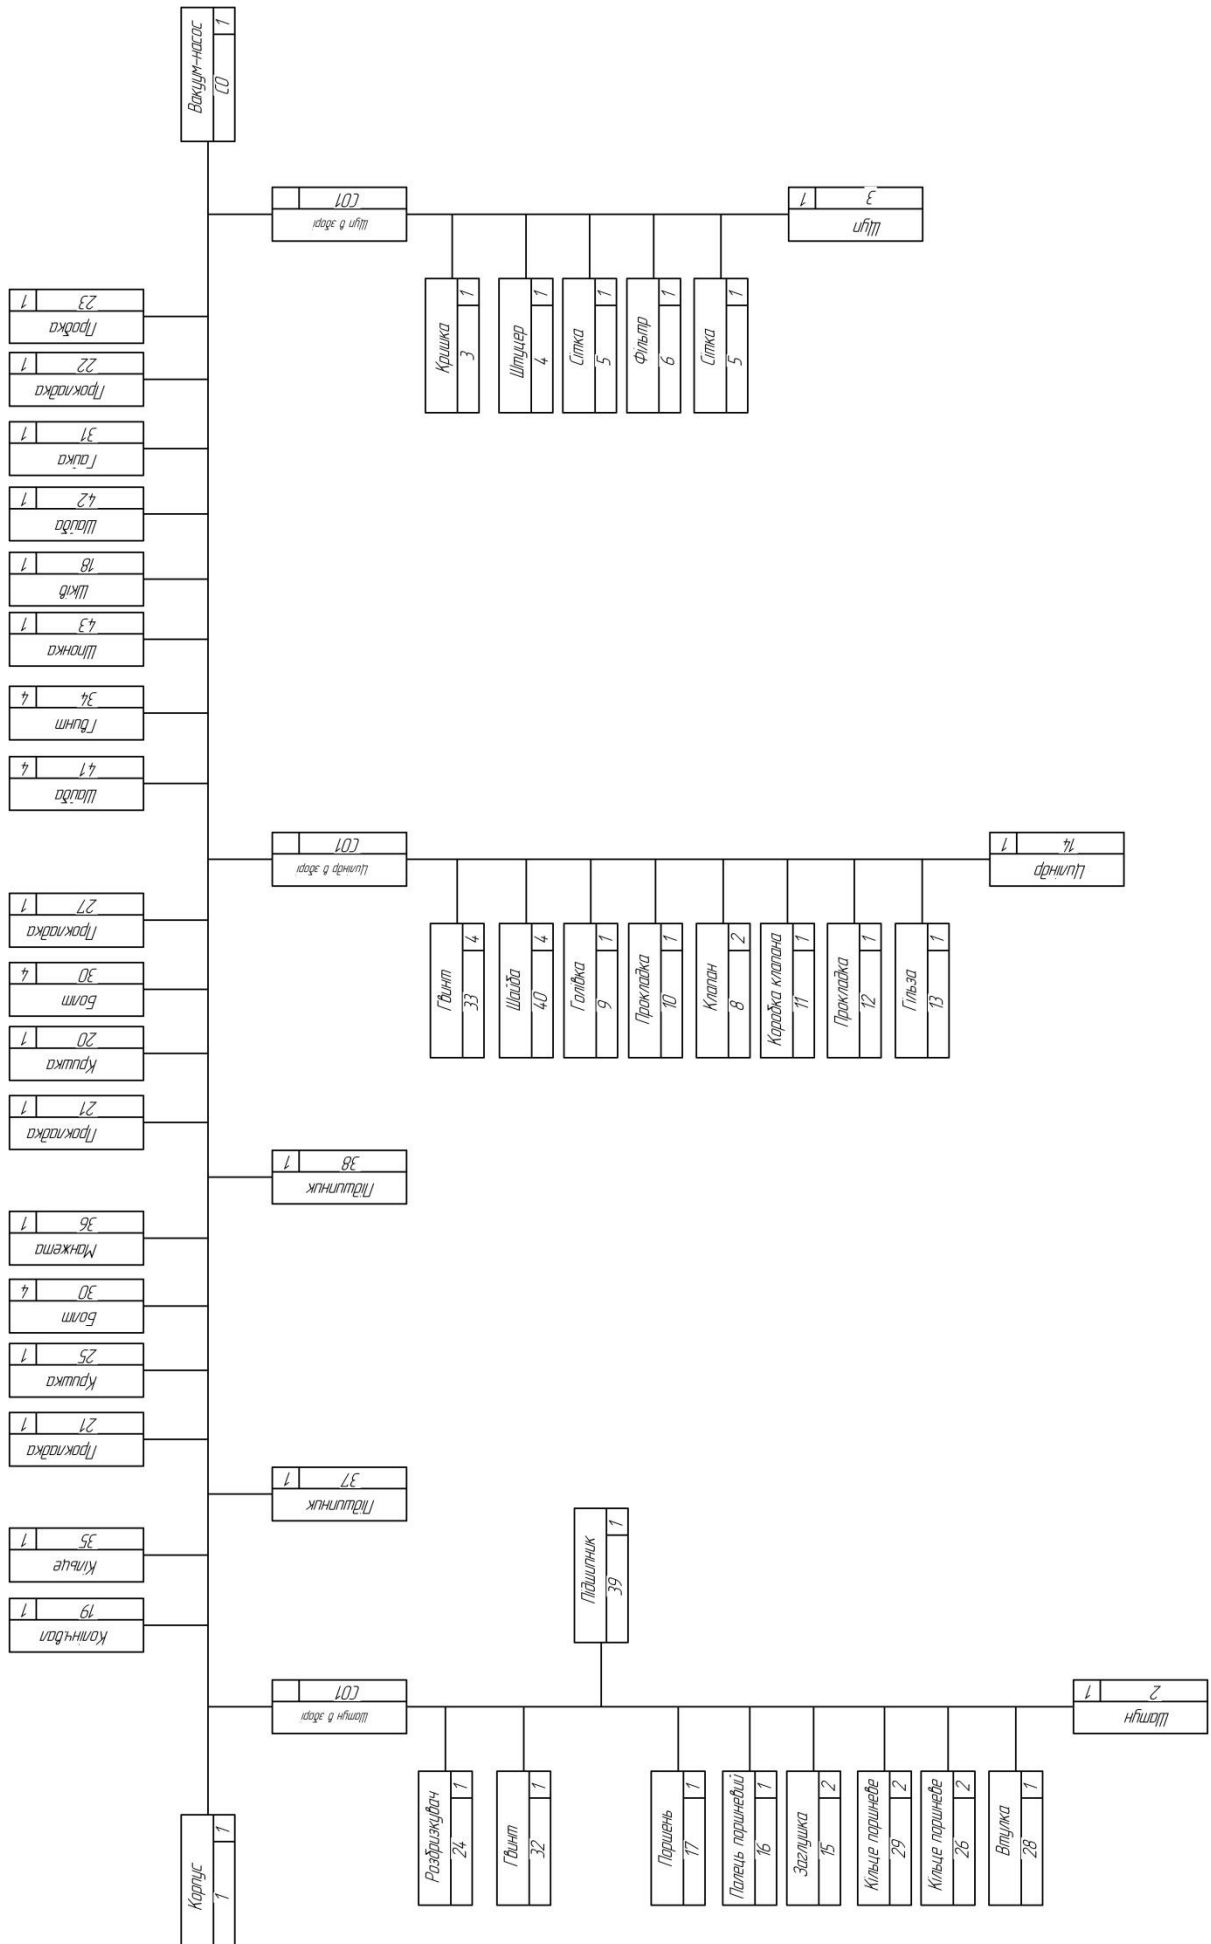 Вакуум-насос
СО
1
Щуп в зборі
СО1
Щуп
3
1
Кришка
3
1
Штуцер
4
1
Сітка
5
1
Фільтр
6
1
Сітка
5
1
Пробка
23
1
Прокладка
22
1
Гайка
31
1
Шайба
42
1
Шків
18
1
Шпонка
43
1
Гвинт
34
4
Шайба
41
4
Циліндр в зборі
СО1
Циліндр
14
1
Гвинт
33
4
Шайба
40
4
Голівка
9
1
Прокладка
10
1
Клапан
8
2
Коробка клапана
11
1
Прокладка
12
1
Гільза
13
1
Прокладка
27
1
Болт
30
4
Кришка
20
1
Прокладка
21
1
Підшипник
38
1
Манжета
36
1
Болт
30
4
Кришка
25
1
Прокладка
21
1
Підшипник
37
1
Кільце
35
1
Колінчвал
19
1
Підшипник
39
1
Шатун в зборі
СО1
Шатун
2
1
Корпус
1
1
Розбризкувач
24
1
Гвинт
32
1
Поршень
17
1
Палець поршневий
16
1
Заглушка
15
2
Кільце поршневе
29
2
Кільце поршневе
26
2
Втулка
28
1